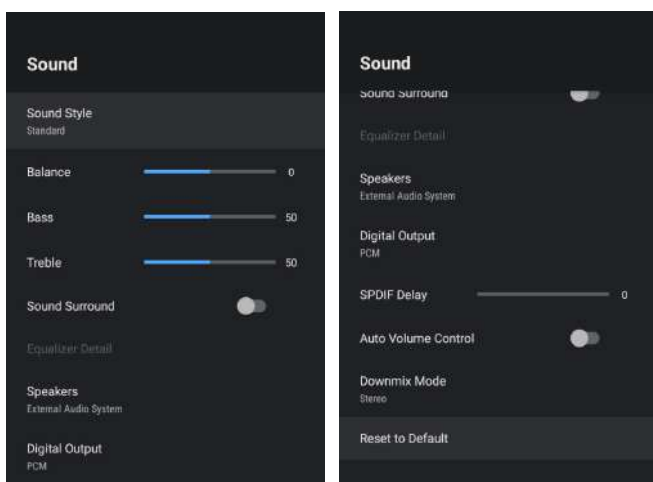 Sound
Sound Style
Standard
Balance 0
Bass 50
Treble 50
Sound Surround
Equalizer Detail
Speakers
External Audio System
Digital Output
PCM
Sound
Sound Surround
Equalizer Detail
Speakers
External Audio System
Digital Output
PCM
SPDIF Delay 0
Auto Volume Control
Downmix Mode
Stereo
Reset to Default